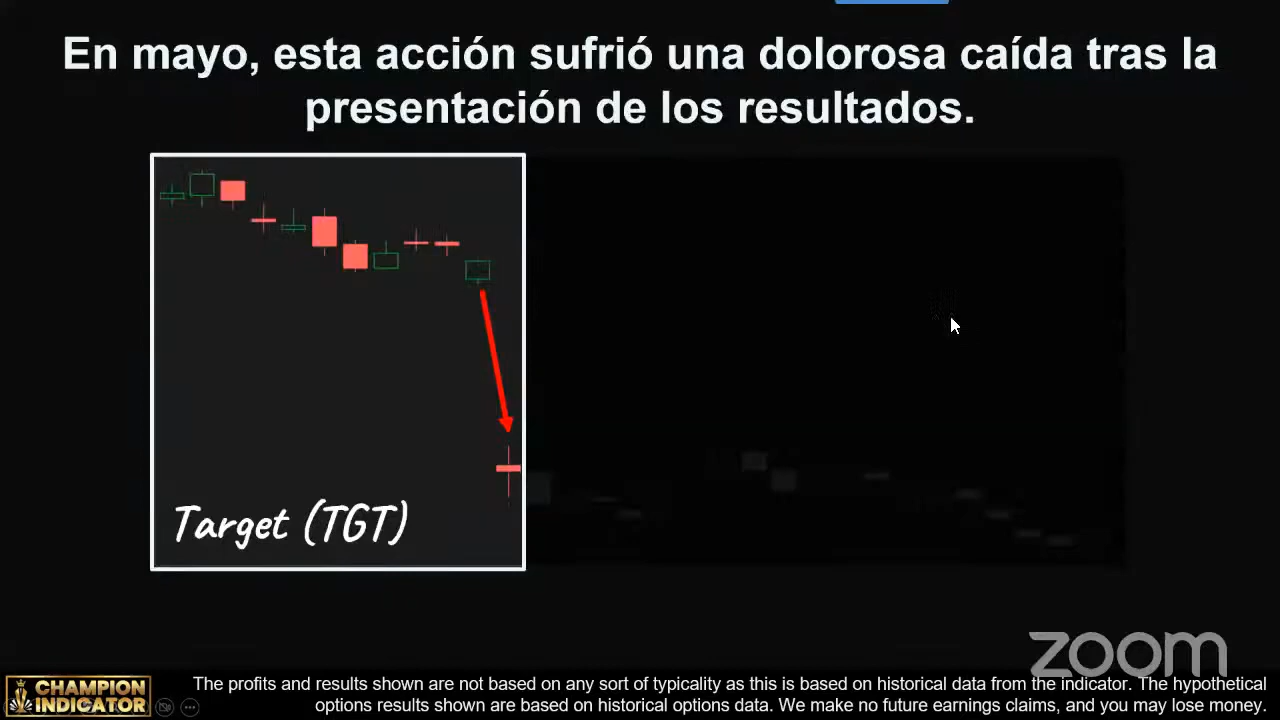 En mayo, esta acción sufrió una dolorosa caída tras la
presentación de los resultados.
Target (TGT)
zoom
CHAMPION
INDICATOR
The profits and results shown are not based on any sort of typicality as this is based on historical data from the indicator. The hypothetical
options results shown are based on historical options data. We make no future earnings claims, and you may lose money.